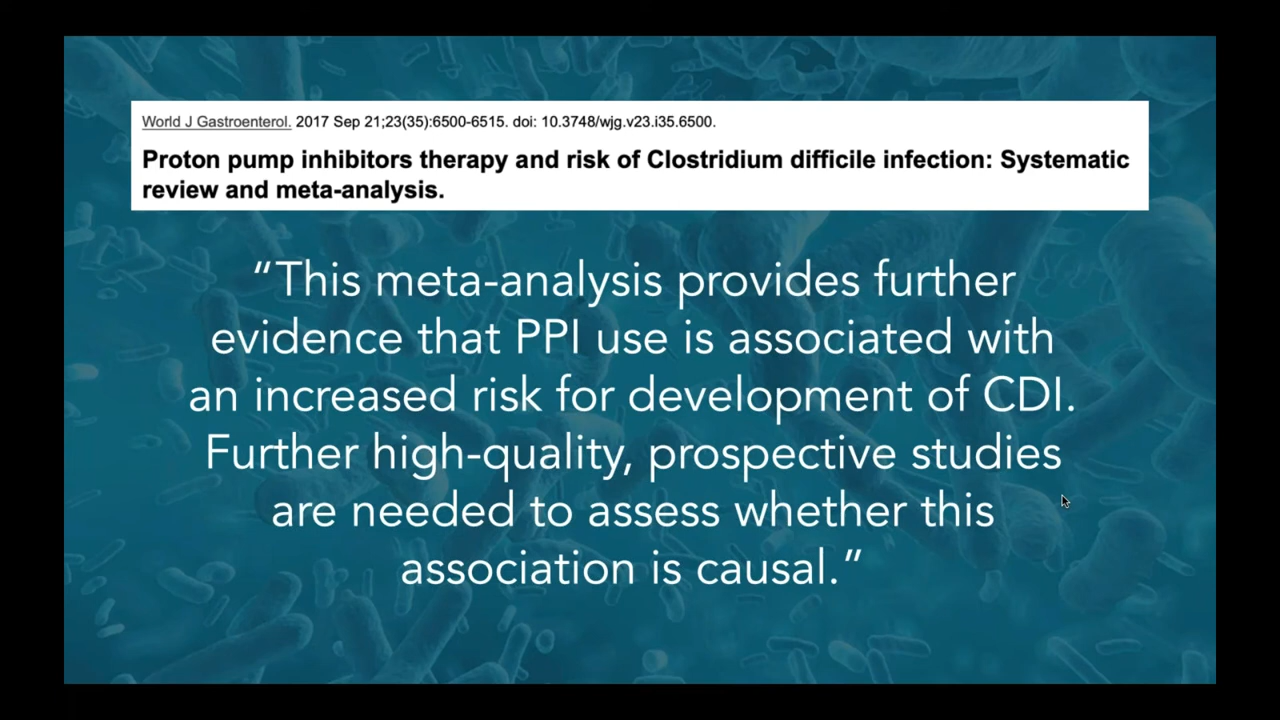 World J Gastroenterol. 2017 Sep 21;23(35):6500-6515. doi: 10.3748/wjg.v23.i35.6500.
Proton pump inhibitors therapy and risk of Clostridium difficile infection: Systematic
review and meta-analysis.
“This meta-analysis provides further
evidence that PPI use is associated with
an increased risk for development of CDI.
Further high-quality, prospective studies
are needed to assess whether this
association is causal.”